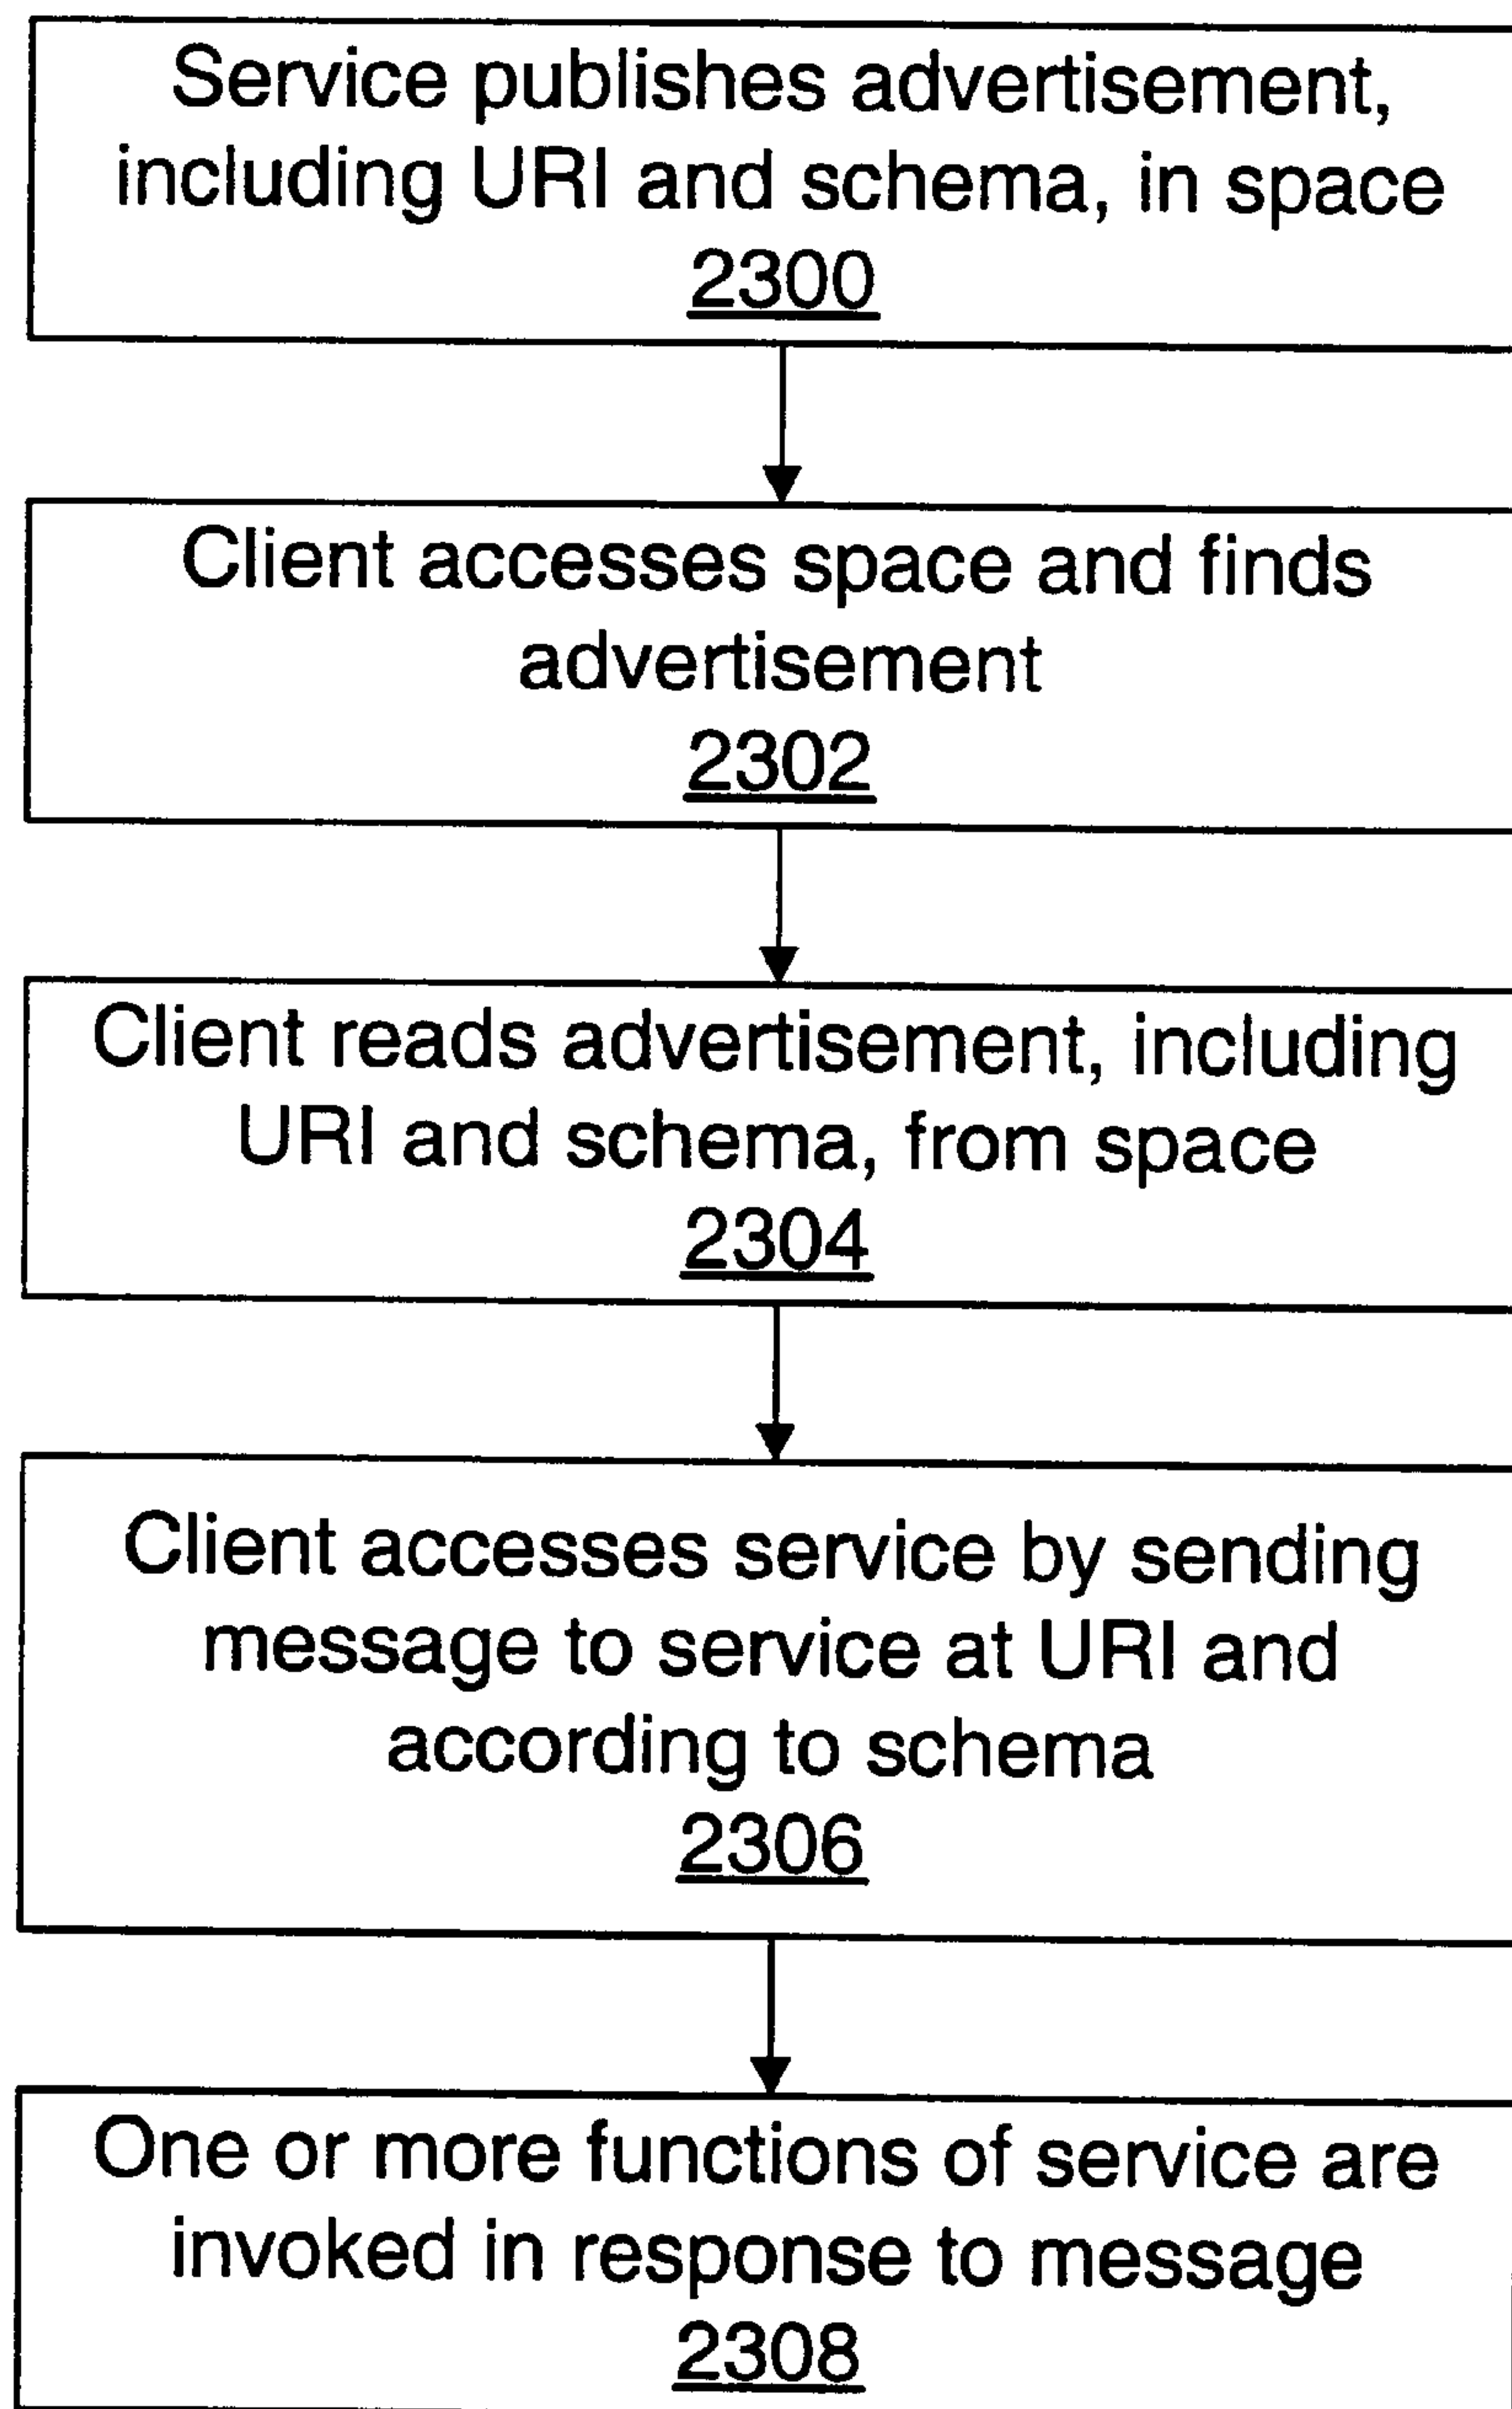 Service publishes advertisement,
including URI and schema, in space
2300
Client accesses space and finds
advertisement
2302
Client reads advertisement, including
URI and schema, from space
2304
Client accesses service by sending
message to service at URI and
according to schema
2306
One or more functions of service are
invoked in response to message
2308